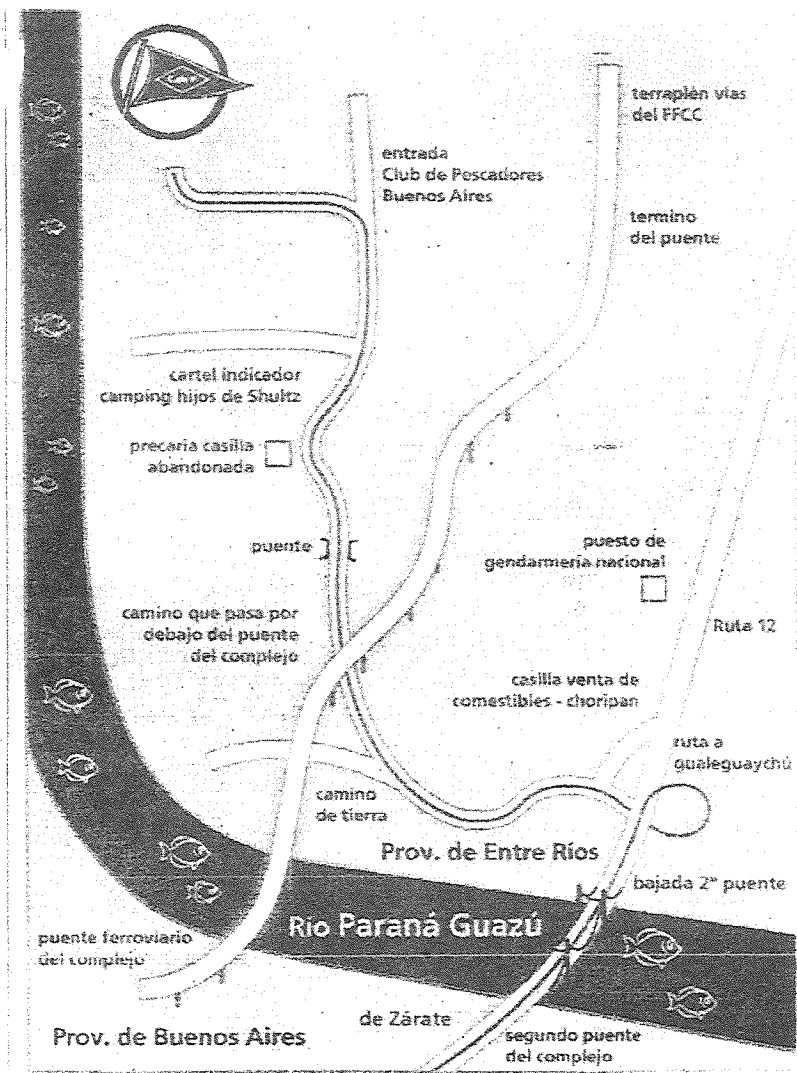 terraplén vías
del FFCC
entrada
Club de Pescadores
Buenos Aires
termino
del puente
cartel indicador
camping hijos de Shultz
precaria casilla
abandonada
puente
puesto de
gendarmería nacional
camino que pasa por
debajo del puente
del complejo
Ruta 12
casilla venta de
comestibles - choripan
ruta a
gualeguaychú
camino
de tierra
Prov. de Entre Ríos
bajada 2º puente
Río Paraná Guazú
puente ferroviario
del complejo
de Zárate
Prov. de Buenos Aires
segundo puente
del complejo